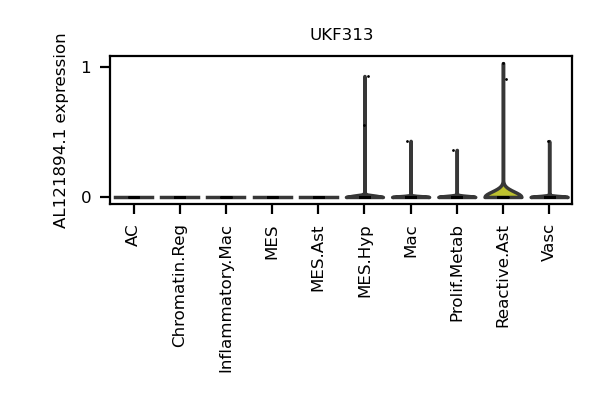 UKF313
AL121894.1 expression
1
0
AC
Chromatin.Reg
Inflammatory.Mac
MES
MES.Ast
MES.Hyp
Mac
Prolif.Metab
Reactive.Ast
Vasc